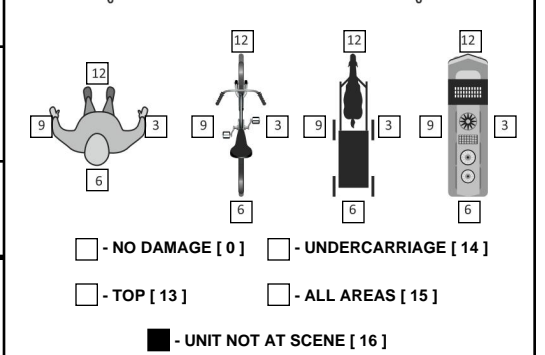 12 12 12 12
9 3 9 3 9 3 9 3
6 6 6 6
- NO DAMAGE [ 0 ] - UNDERCARRIAGE [ 14 ]
- TOP [ 13 ] - ALL AREAS [ 15 ]
- UNIT NOT AT SCENE [ 16 ]